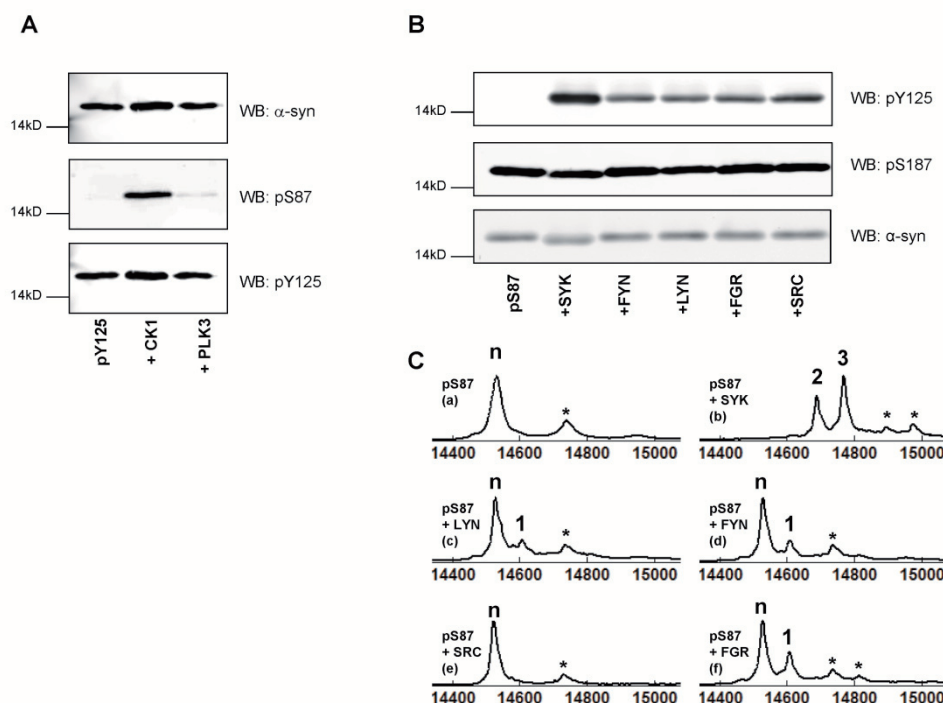 A
WB: α-syn
14kD
WB: pS87
14kD
WB: pY125
14kD
pY125
+ CK1
+ PLK3
B
WB: pY125
14kD
WB: pS187
14kD
WB: α-syn
14kD
pS87
+SYK
+FYN
+LYN
+FGR
+SRC
C
pS87
(a)
n
*
14400 14600 14800 15000
pS87
+ SYK
(b)
2
3
* *
14400 14600 14800 15000
pS87
+ LYN
(c)
n
1
*
14400 14600 14800 15000
pS87
+ FYN
(d)
n
1
*
14400 14600 14800 15000
pS87
+ SRC
(e)
n
*
14400 14600 14800 15000
pS87
+ FGR
(f)
n
1
* *
14400 14600 14800 15000